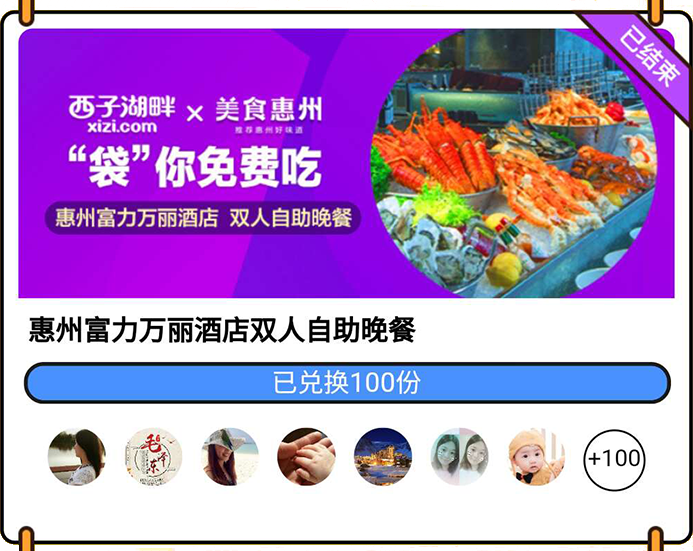 已结束
西子湖畔 × 美食惠州
xizi.com 推荐惠州好味道
“袋”你免费吃
惠州富力万丽酒店 双人自助晚餐
惠州富力万丽酒店双人自助晚餐
已兑换100份
毛泽东
+100